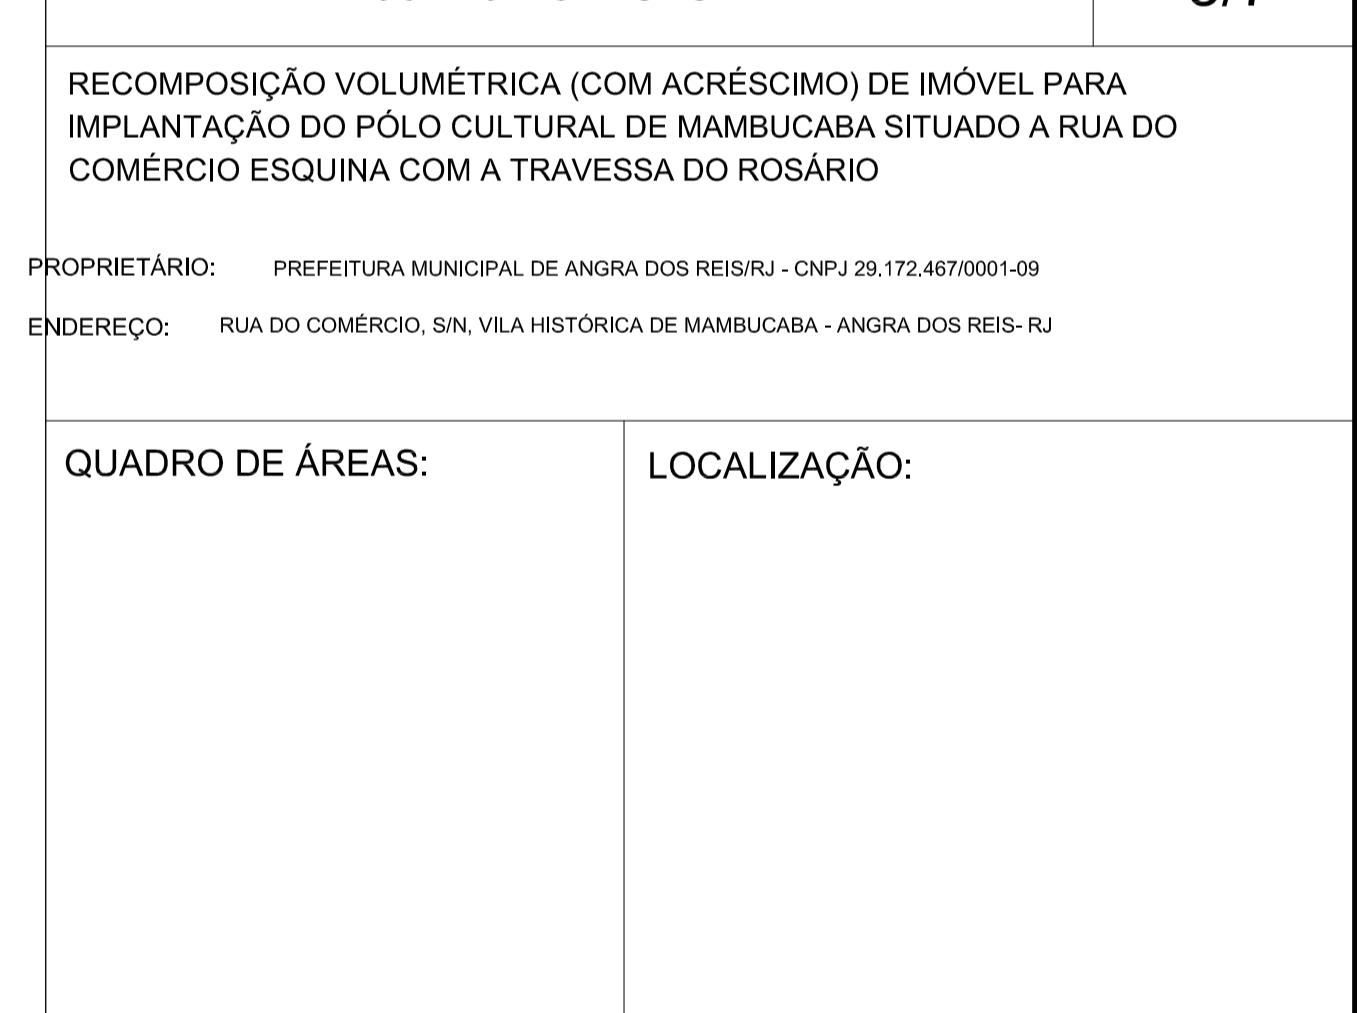 RECOMPOSIÇÃO VOLUMÉTRICA (COM ACRÉSCIMO) DE IMÓVEL PARA
IMPLANTAÇÃO DO PÓLO CULTURAL DE MAMBUCABA SITUADO A RUA DO
COMÉRCIO ESQUINA COM A TRAVESSA DO ROSÁRIO
PROPRIETÁRIO: PREFEITURA MUNICIPAL DE ANGRA DOS REIS/RJ - CNPJ 29.172.467/0001-09
ENDEREÇO: RUA DO COMÉRCIO, S/N, VILA HISTÓRICA DE MAMBUCABA - ANGRA DOS REIS- RJ
QUADRO DE ÁREAS:
LOCALIZAÇÃO: